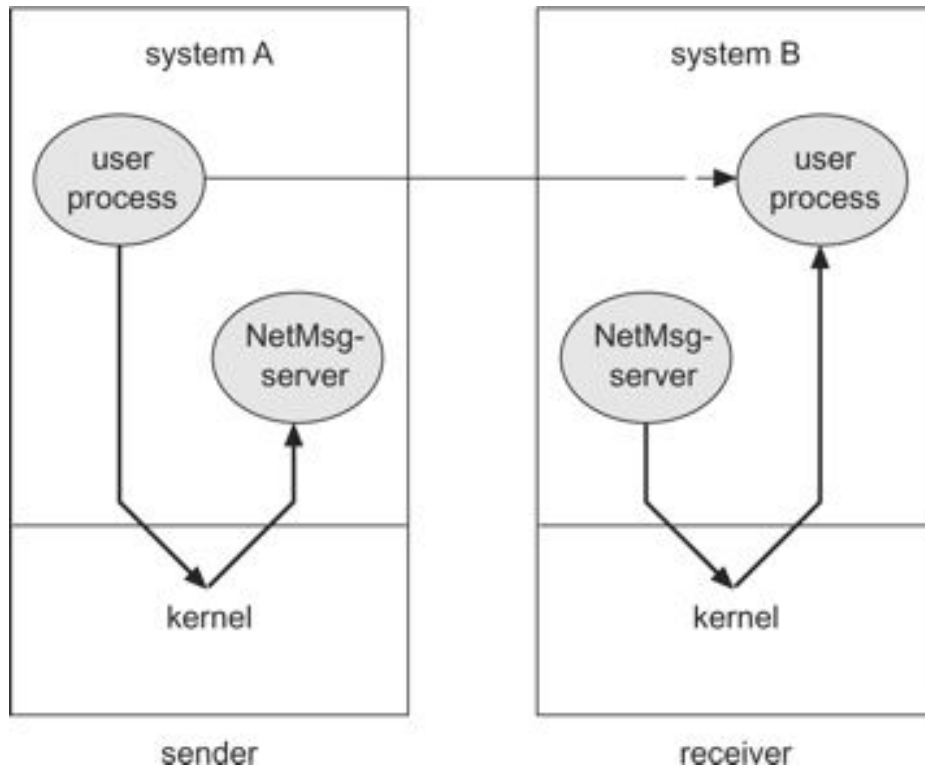 system A
user
process
NetMsg-
server
kernel
sender
system B
user
process
NetMsg-
server
kernel
receiver